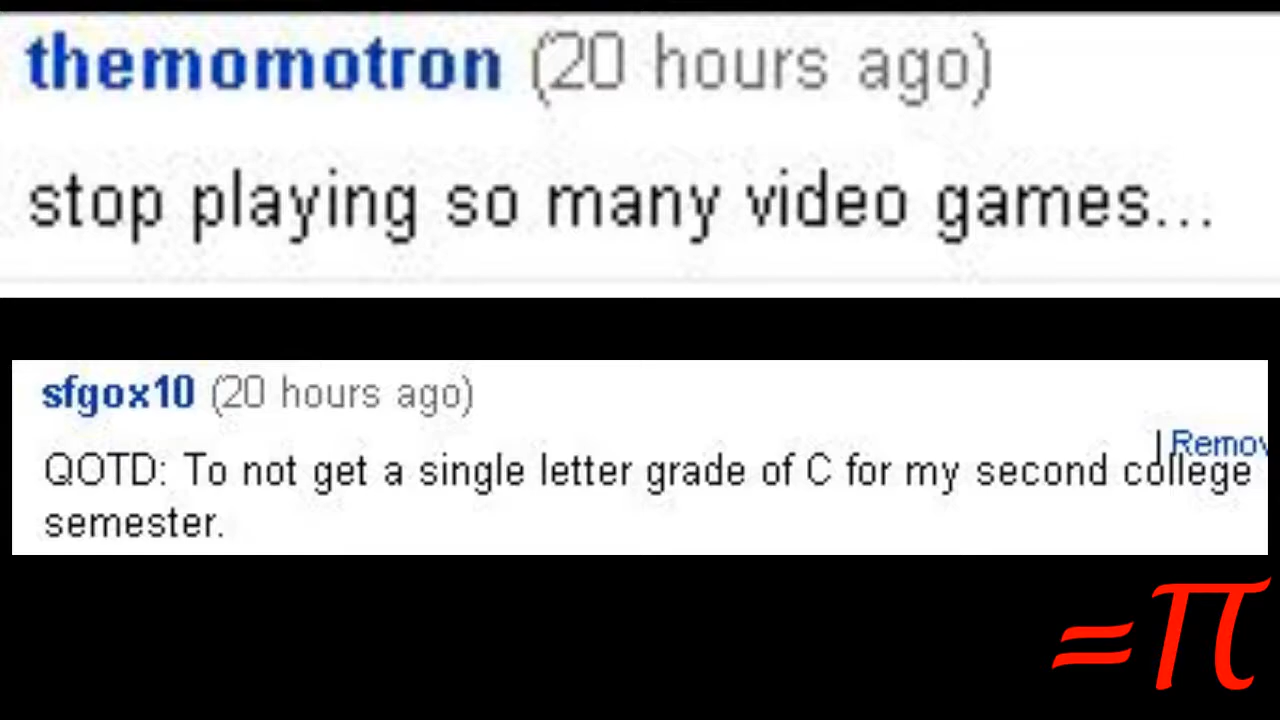 themomotron (20 hours ago)
stop playing so many video games...
sfgox10 (20 hours ago)
| Remov
QOTD: To not get a single letter grade of C for my second college
semester.
=π